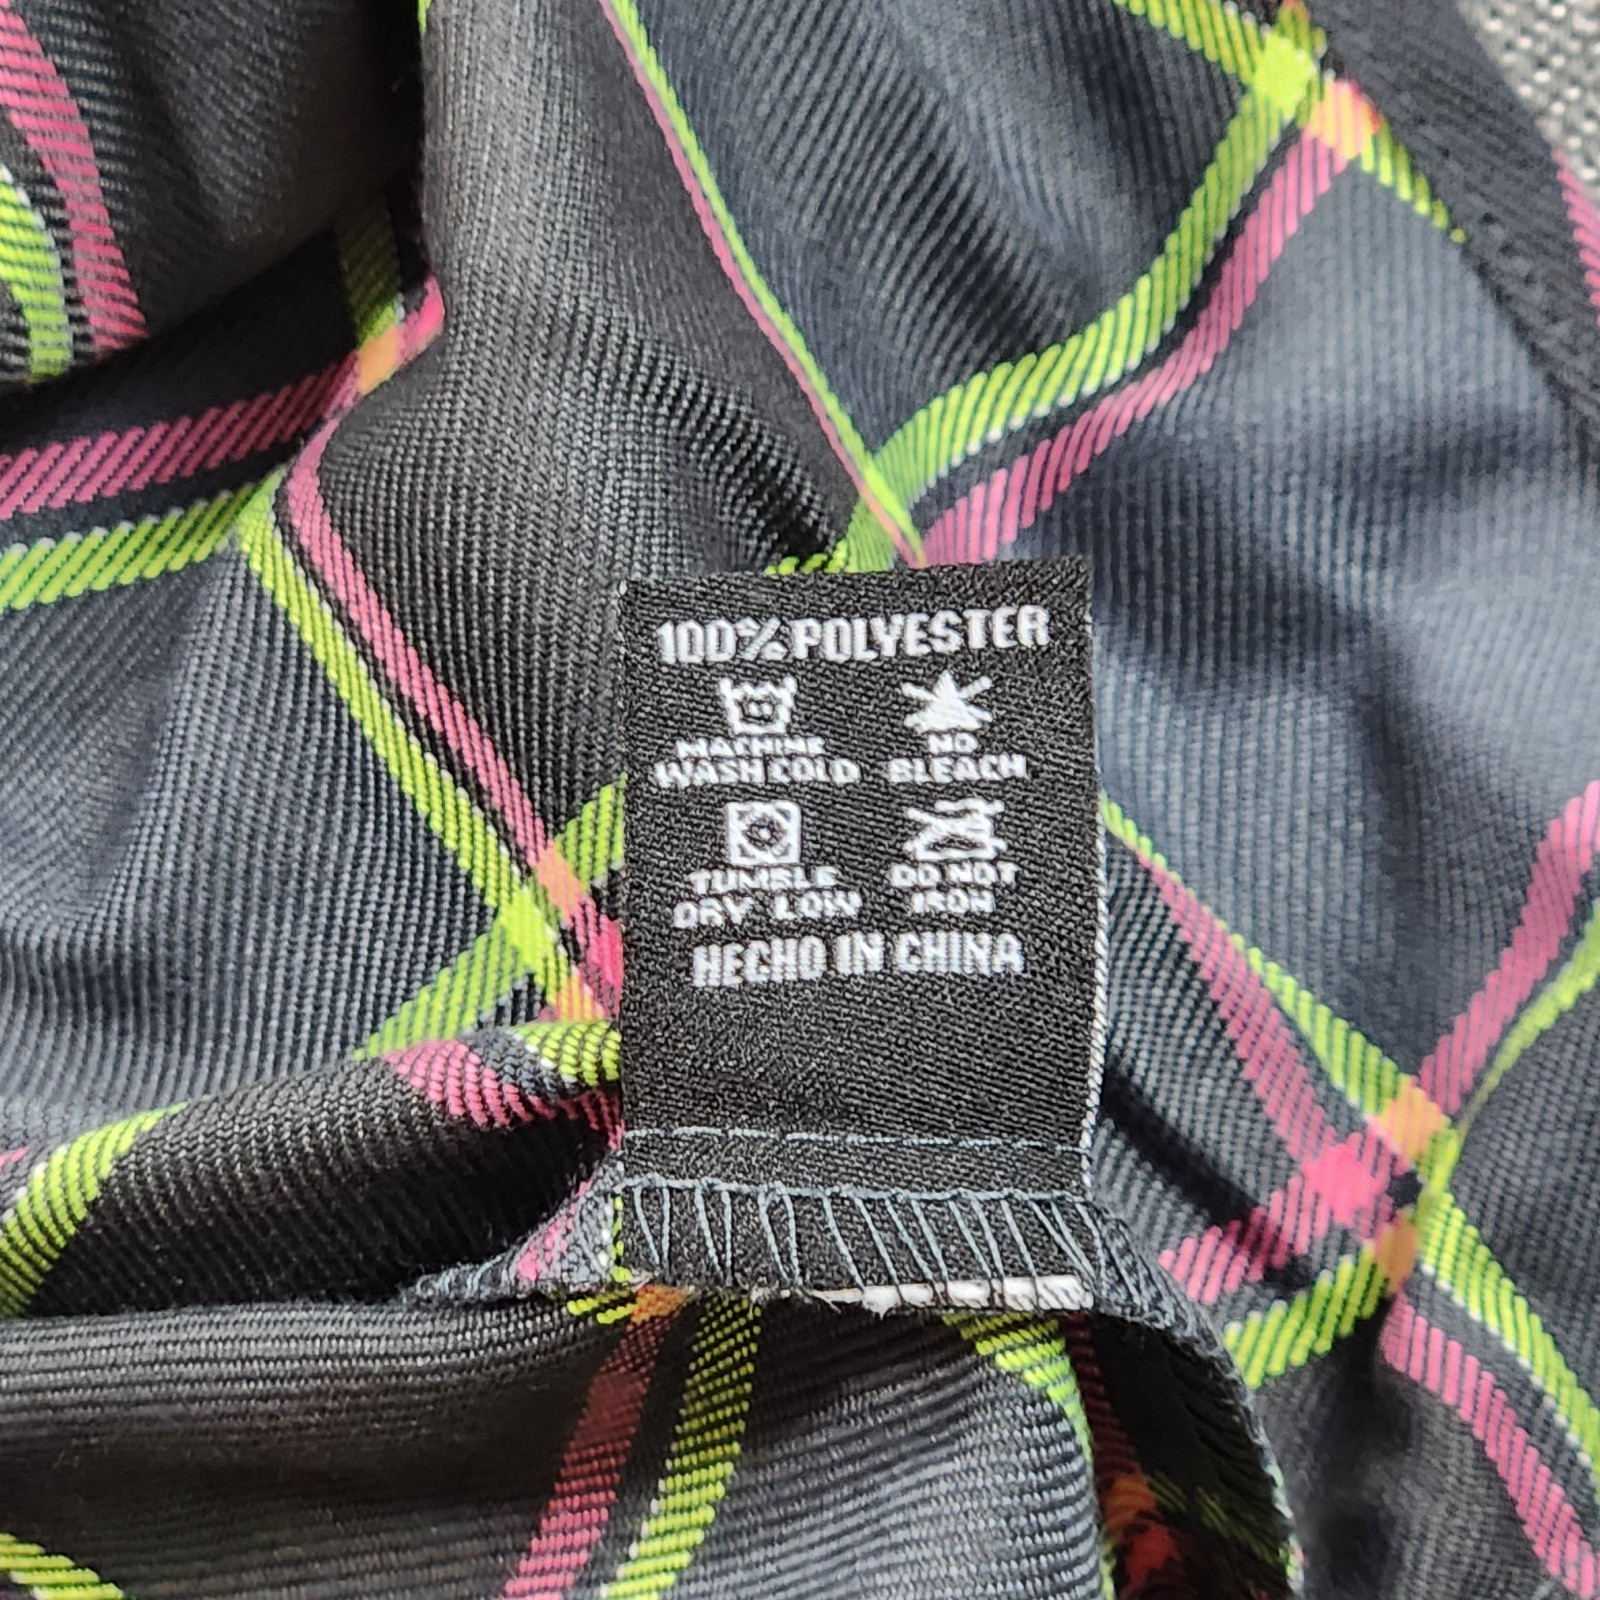 100% POLYESTER
MACHINE
WASH COLD
NO
BLEACH
TUMBLE
DRY LOW
DO NOT
IRON
HECHO IN CHINA